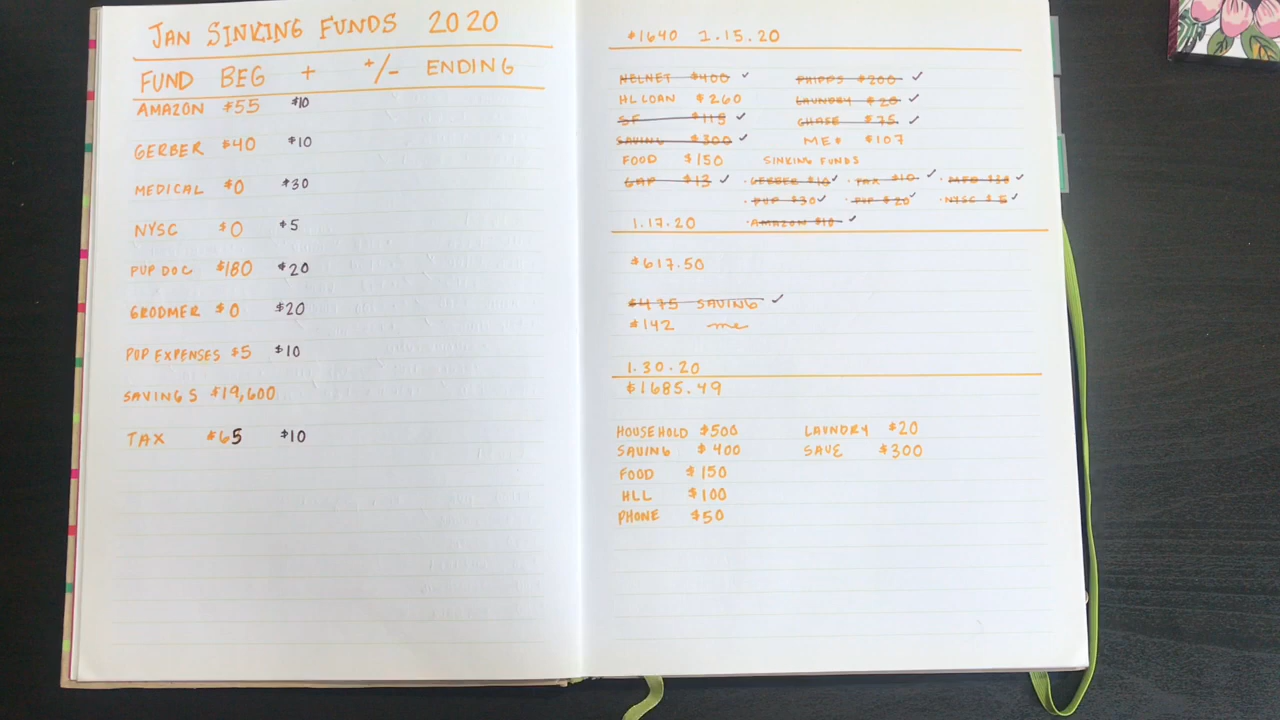 JAN SINKING FUNDS 2020
FUND BEG + +/- ENDING
AMAZON $55 $10
GERBER $40 $10
MEDICAL $0 $30
NYSC $0 $5
PUP DOC $180 $20
GROOMER $0 $20
PUP EXPENSES $5 $10
SAVINGS $19,600
TAX $65 $10
$1640 1.15.20
NELNET $400 ✓ PHIPPS $200 ✓
HL LOAN $260 LAUNDRY $20 ✓
SF $115 ✓ CHASE $75 ✓
SAVING $300 ✓ ME: $107
FOOD $150 SINKING FUNDS
GAP $13 ✓ · GERBER $10 ✓ · TAX $10 ✓ · MED $30 ✓
· PUP $30 ✓ · PUP $20 ✓ · NYSC $5 ✓
1.17.20 · AMAZON $10 ✓
$617.50
$475 SAVING ✓
$142 me
1.30.20
$1685.49
HOUSEHOLD $500 LAUNDRY $20
SAVING $400 SAVE $300
FOOD $150
HLL $100
PHONE $50